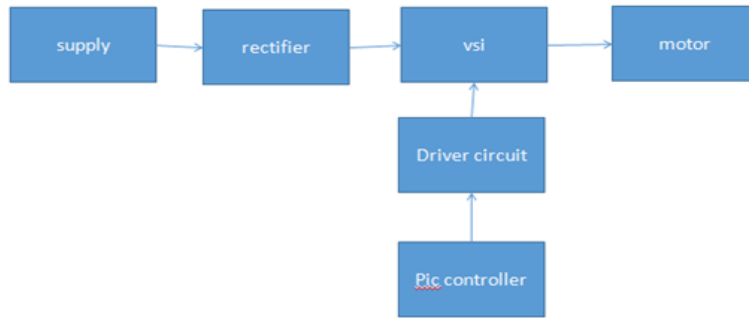 supply
rectifier
vsi
motor
Driver circuit
Pic controller